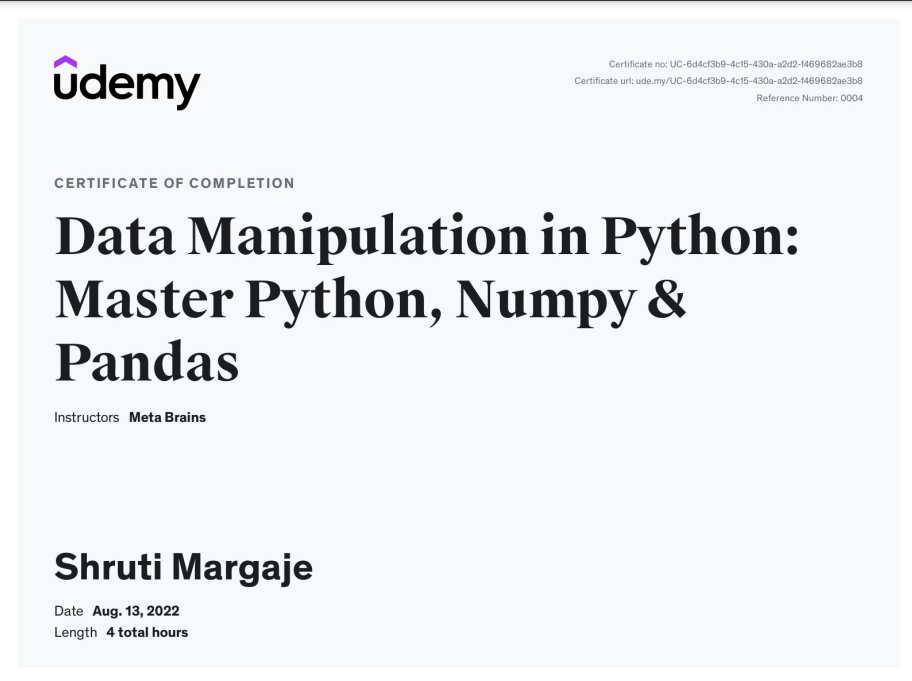 udemy
Certificate no: UC-6d4cf3b9-4c15-430a-a2d2-f469682ae3b8
Certificate url: ude.my/UC-6d4cf3b9-4c15-430a-a2d2-f469682ae3b8
Reference Number: 0004
CERTIFICATE OF COMPLETION
Data Manipulation in Python:
Master Python, Numpy &
Pandas
Instructors Meta Brains
Shruti Margaje
Date Aug. 13, 2022
Length 4 total hours